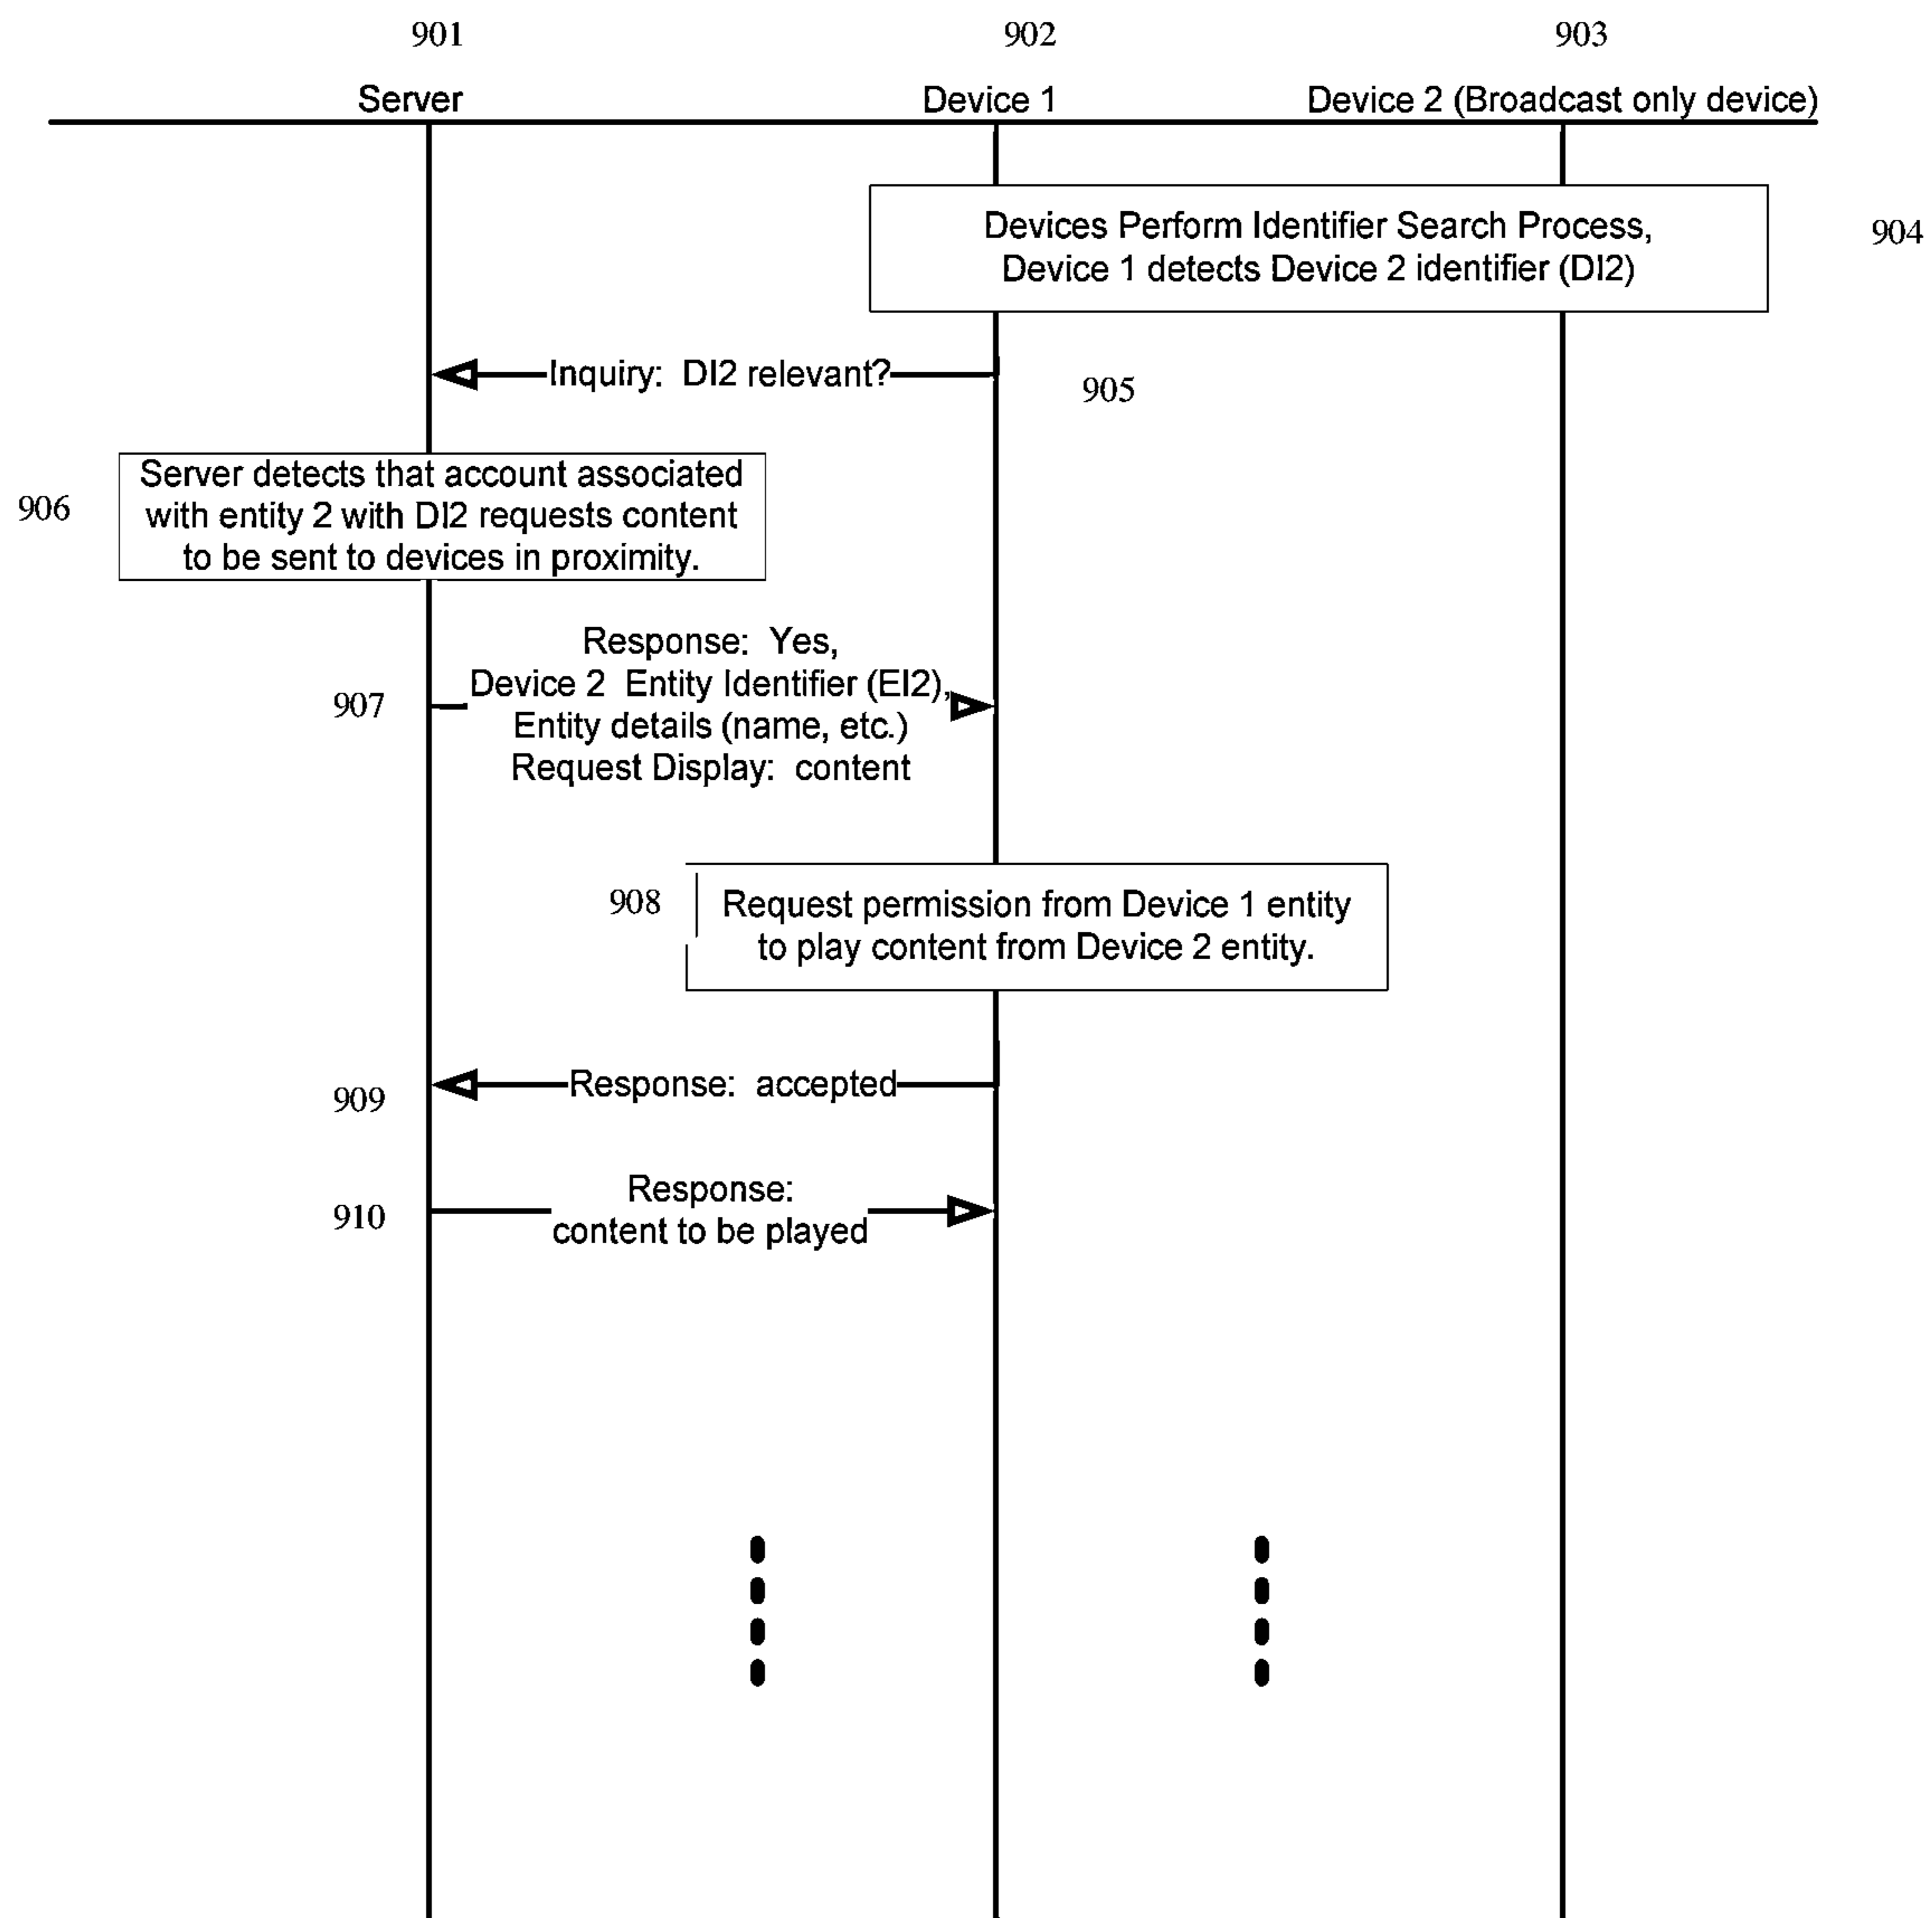 901
902
903
Server
Device 1
Device 2 (Broadcast only device)
Devices Perform Identifier Search Process,
Device 1 detects Device 2 identifier (DI2)
904
Inquiry: DI2 relevant?
905
906
Server detects that account associated
with entity 2 with DI2 requests content
to be sent to devices in proximity.
907
Response: Yes,
Device 2 Entity Identifier (EI2),
Entity details (name, etc.)
Request Display: content
908
Request permission from Device 1 entity
to play content from Device 2 entity.
909
Response: accepted
910
Response:
content to be played